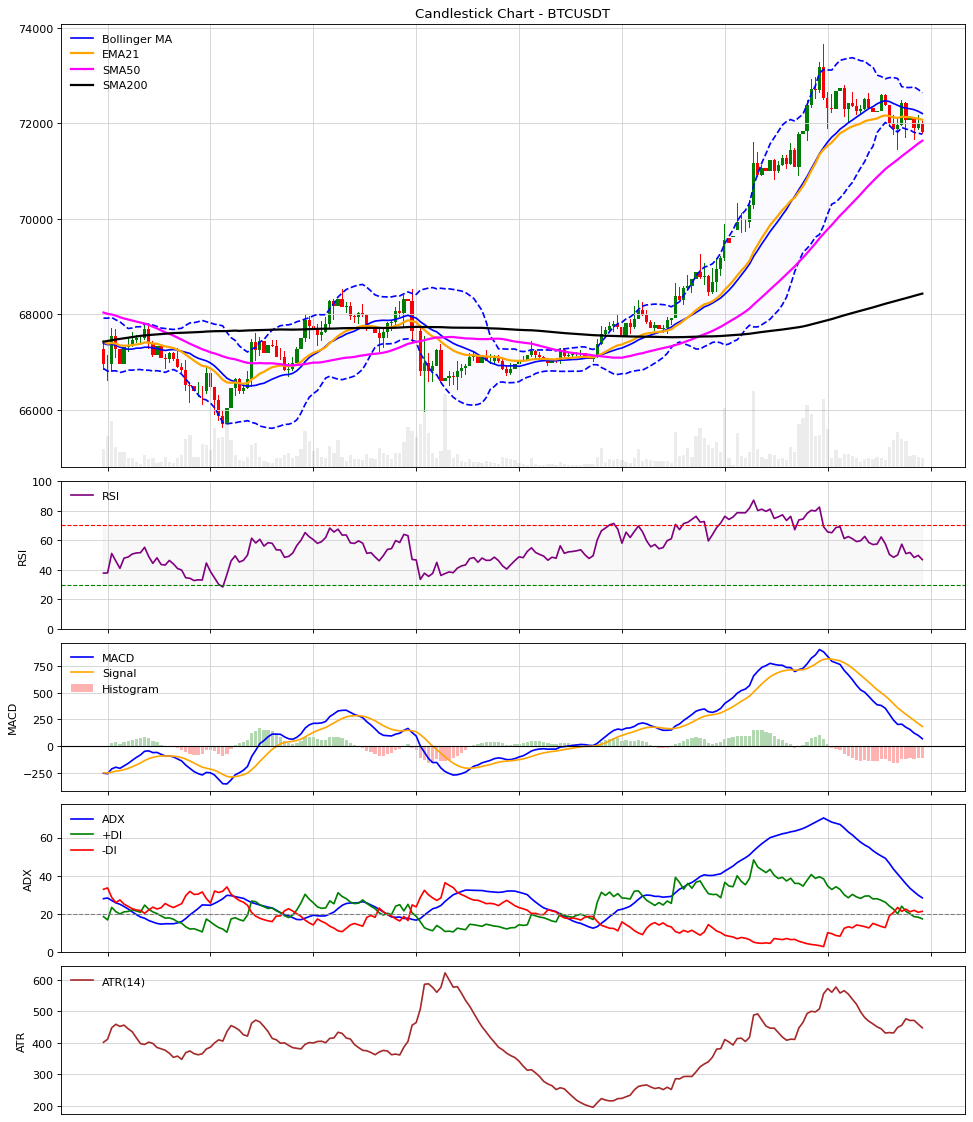 Candlestick Chart - BTCUSDT
74000
72000
70000
68000
66000
Bollinger MA
EMA21
SMA50
SMA200
100
80
60
40
20
0
RSI
RSI
750
500
250
0
−250
MACD
MACD
Signal
Histogram
60
40
20
0
ADX
ADX
+DI
-DI
600
500
400
300
200
ATR
ATR(14)